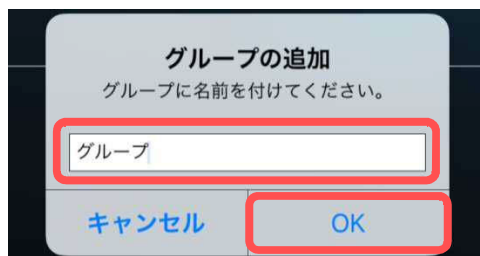 グループの追加
グループに名前を付けてください。
グループ
キャンセル
OK